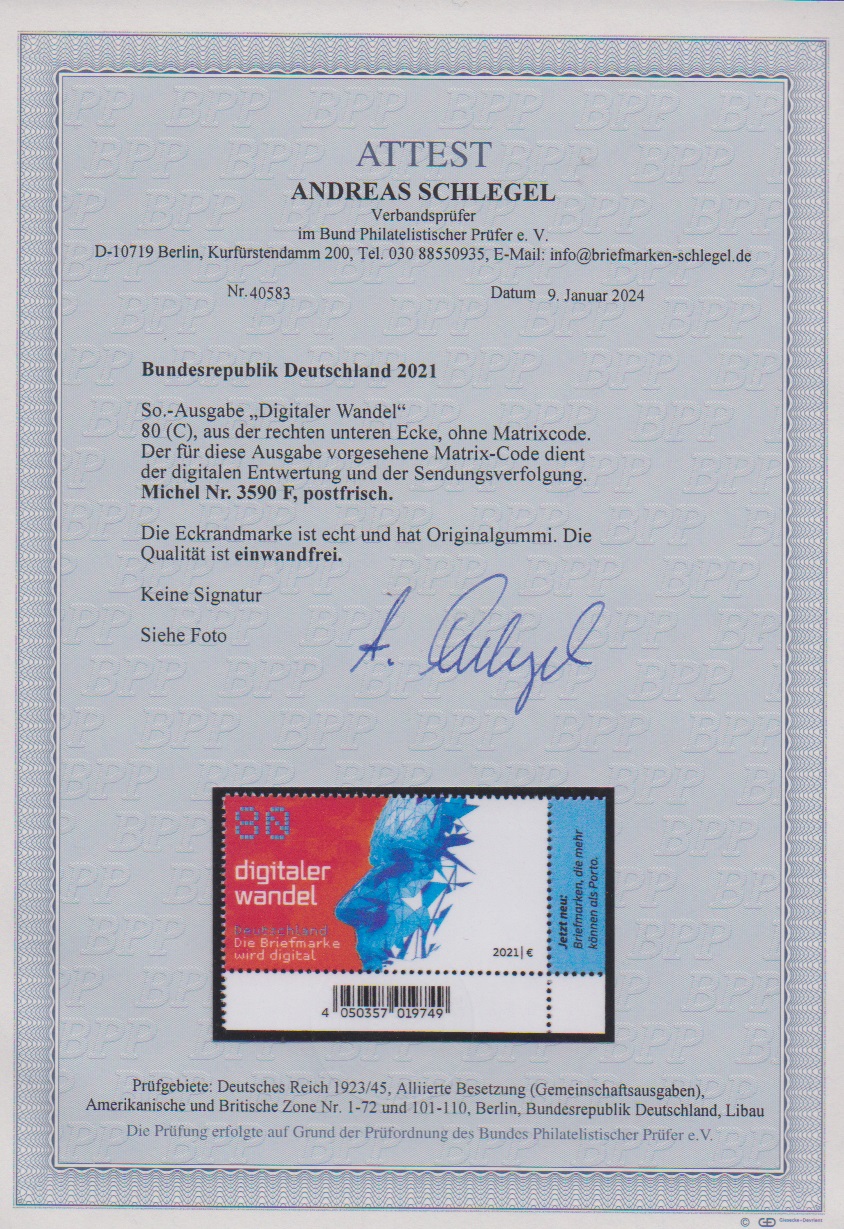 ATTEST
ANDREAS SCHLEGEL
Verbandsprüfer
im Bund Philatelistischer Prüfer e. V.
D-10719 Berlin, Kurfürstendamm 200, Tel. 030 88550935, E-Mail: info@briefmarken-schlegel.de
Nr. 40583 Datum 9. Januar 2024
Bundesrepublik Deutschland 2021
So.-Ausgabe „Digitaler Wandel“
80 (C), aus der rechten unteren Ecke, ohne Matrixcode.
Der für diese Ausgabe vorgesehene Matrix-Code dient
der digitalen Entwertung und der Sendungsverfolgung.
Michel Nr. 3590 F, postfrisch.
Die Eckrandmarke ist echt und hat Originalgummi. Die
Qualität ist einwandfrei.
Keine Signatur
Siehe Foto
A. Schlegel
80
digitaler
wandel
Deutschland
Die Briefmarke
wird digital
2021|€
Jetzt neu:
Briefmarken, die mehr
können als Porto.
4 050357 019749
Prüfgebiete: Deutsches Reich 1923/45, Alliierte Besetzung (Gemeinschaftsausgaben),
Amerikanische und Britische Zone Nr. 1-72 und 101-110, Berlin, Bundesrepublik Deutschland, Libau
Die Prüfung erfolgte auf Grund der Prüfordnung des Bundes Philatelistischer Prüfer e.V.
© GD Giesecke+Devrient